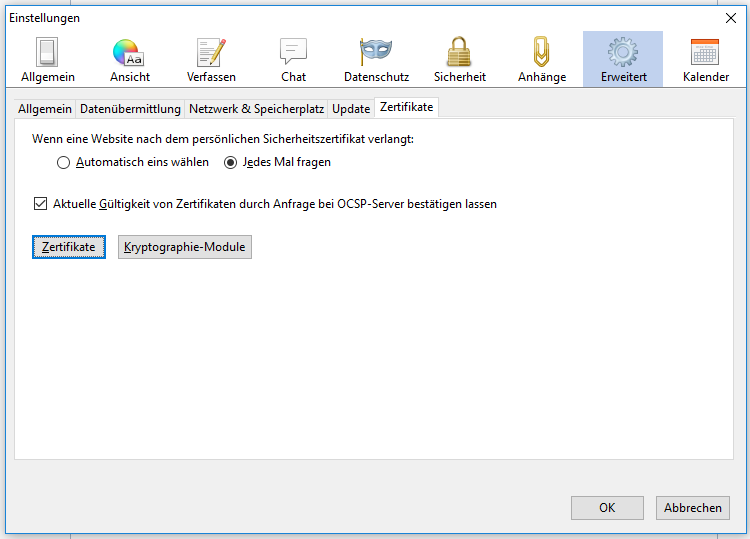 Einstellungen
Aa
Allgemein Ansicht Verfassen Chat Datenschutz Sicherheit Anhänge Erweitert Kalender
Allgemein Datenübermittlung Netzwerk & Speicherplatz Update Zertifikate
Wenn eine Website nach dem persönlichen Sicherheitszertifikat verlangt:
Automatisch eins wählen Jedes Mal fragen
Aktuelle Gültigkeit von Zertifikaten durch Anfrage bei OCSP-Server bestätigen lassen
Zertifikate Kryptographie-Module
OK Abbrechen